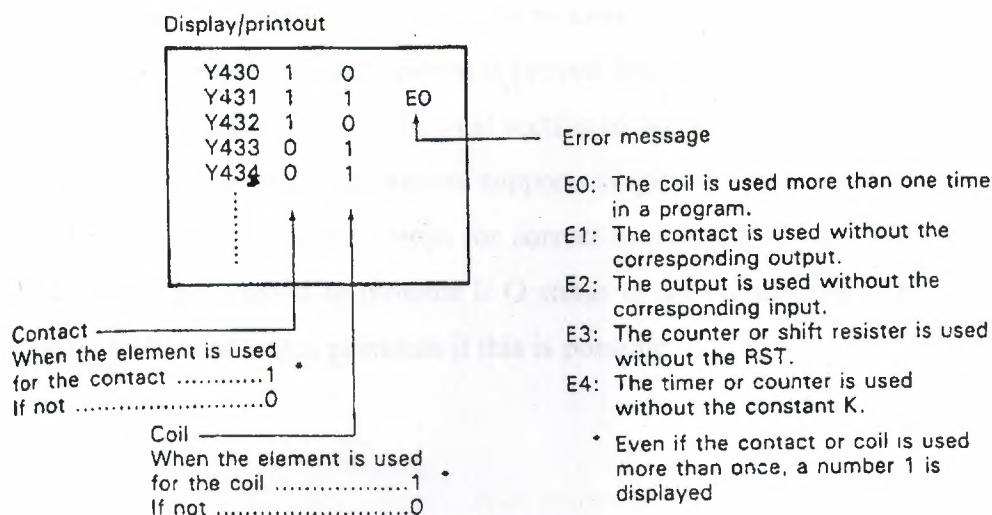 Display/printout
Y430 1 0
Y431 1 1 E0
Y432 1 0
Y433 0 1
Y434 0 1
Error message
E0: The coil is used more than one time
in a program.
E1: The contact is used without the
corresponding output.
E2: The output is used without the
corresponding input.
E3: The counter or shift resister is used
without the RST.
E4: The timer or counter is used
without the constant K.
* Even if the contact or coil is used
more than once, a number 1 is
displayed
Contact
When the element is used
for the contact ............1 *
If not .........................0
Coil
When the element is used
for the coil ..................1 *
If not .........................0